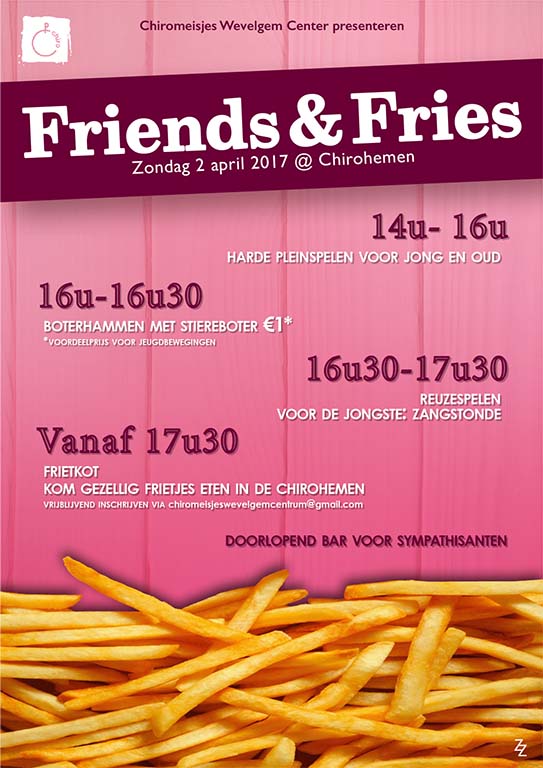 chiro
Chiromeisjes Wevelgem Center presenteren
Friends & Fries
Zondag 2 april 2017 @ Chirohemen
14u- 16u
HARDE PLEINSPELEN VOOR JONG EN OUD
16u-16u30
BOTERHAMMEN MET STIEREBOTER €1*
*VOORDEELPRIJS VOOR JEUGDBEWEGINGEN
16u30-17u30
REUZESPELEN
VOOR DE JONGSTE: ZANGSTONDE
Vanaf 17u30
FRIETKOT
KOM GEZELLIG FRIETJES ETEN IN DE CHIROHEMEN
VRIJBLIJVEND INSCHRIJVEN VIA chiromeisjeswevelgemcentrum@gmail.com
DOORLOPEND BAR VOOR SYMPATHISANTEN
ZZ